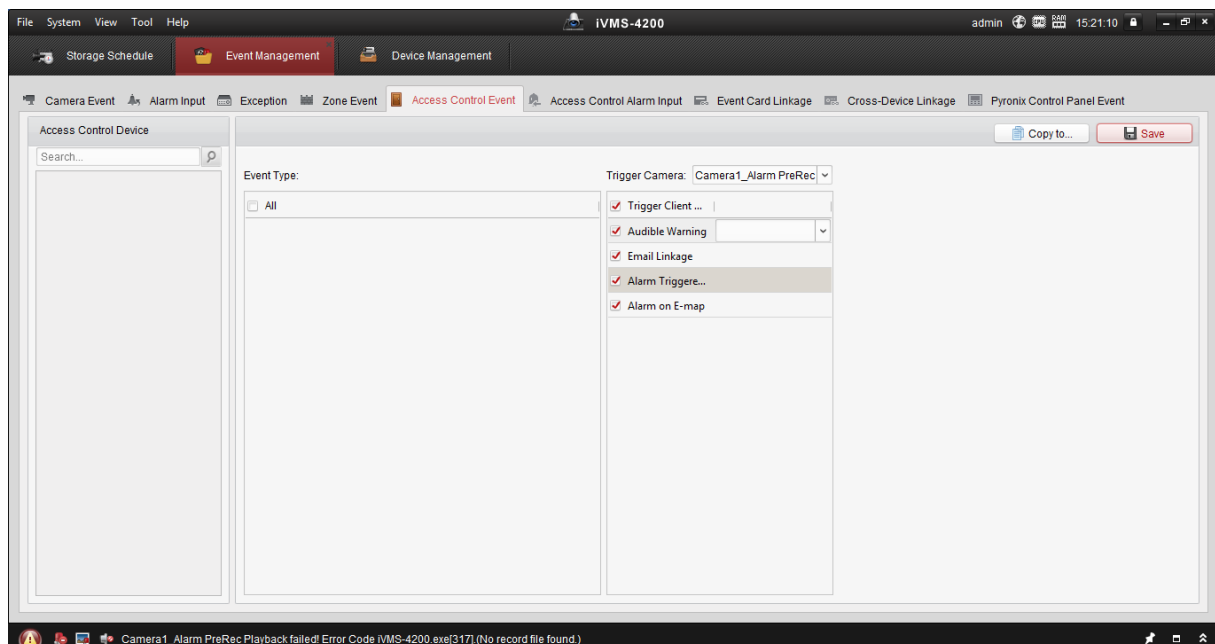 File System View Tool Help iVMS-4200 admin CPU RAM 15:21:10
Storage Schedule Event Management Device Management
Camera Event Alarm Input Exception Zone Event Access Control Event Access Control Alarm Input Event Card Linkage Cross-Device Linkage Pyronix Control Panel Event
Access Control Device Copy to... Save
Search...
Event Type: Trigger Camera: Camera1_Alarm PreRec
All Trigger Client ...
Audible Warning
Email Linkage
Alarm Triggere...
Alarm on E-map
Camera1_Alarm PreRec Playback failed! Error Code iVMS-4200.exe[317].(No record file found.)